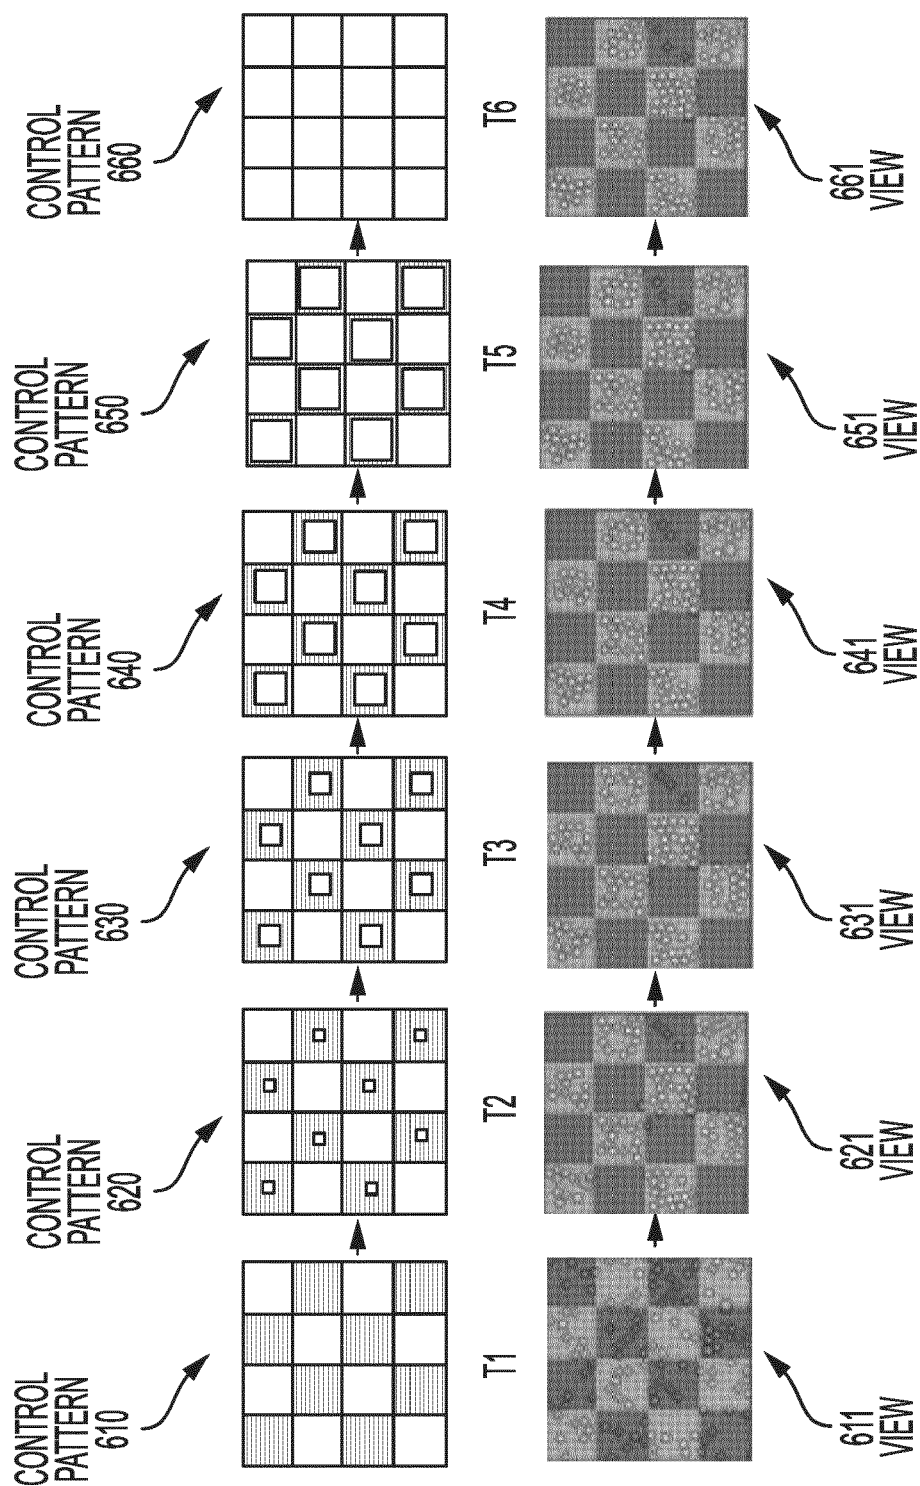 CONTROL
PATTERN
610
CONTROL
PATTERN
620
CONTROL
PATTERN
630
CONTROL
PATTERN
640
CONTROL
PATTERN
650
CONTROL
PATTERN
660
T1
T2
T3
T4
T5
T6
611
VIEW
621
VIEW
631
VIEW
641
VIEW
651
VIEW
661
VIEW